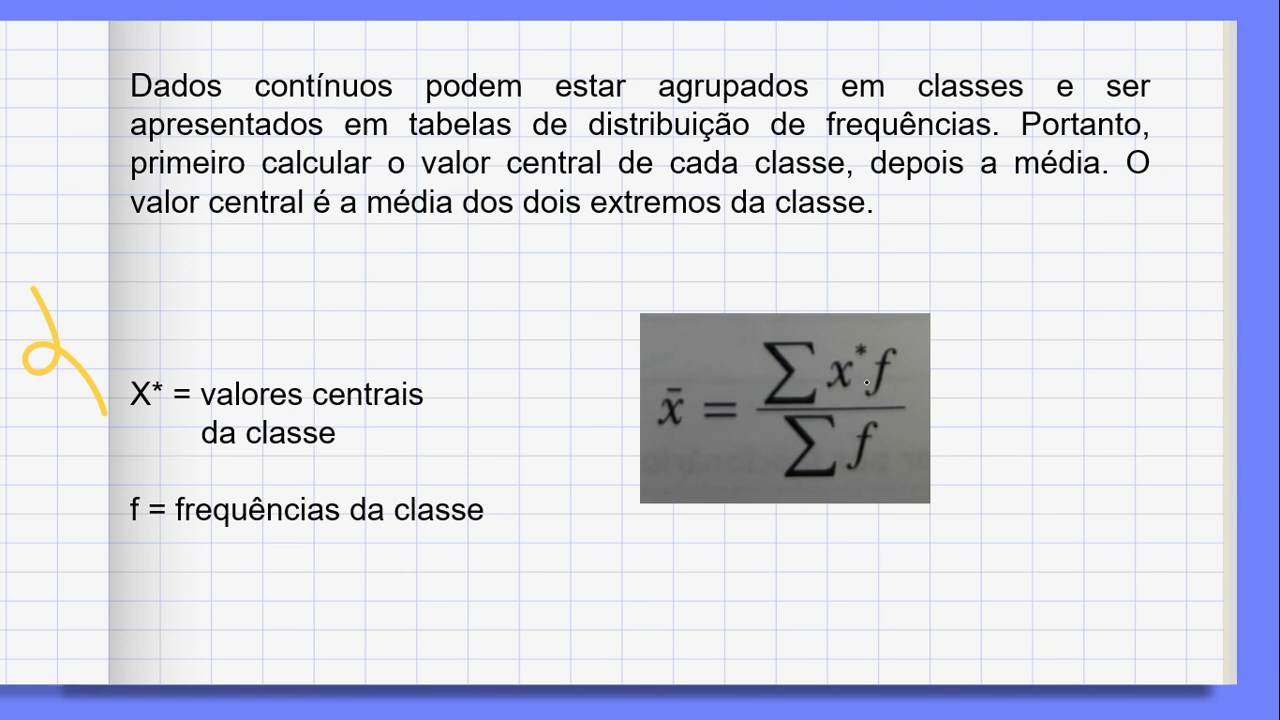 Dados contínuos podem estar agrupados em classes e ser
apresentados em tabelas de distribuição de frequências. Portanto,
primeiro calcular o valor central de cada classe, depois a média. O
valor central é a média dos dois extremos da classe.
X* = valores centrais
da classe
f = frequências da classe
x̄ = ∑ x*f / ∑ f